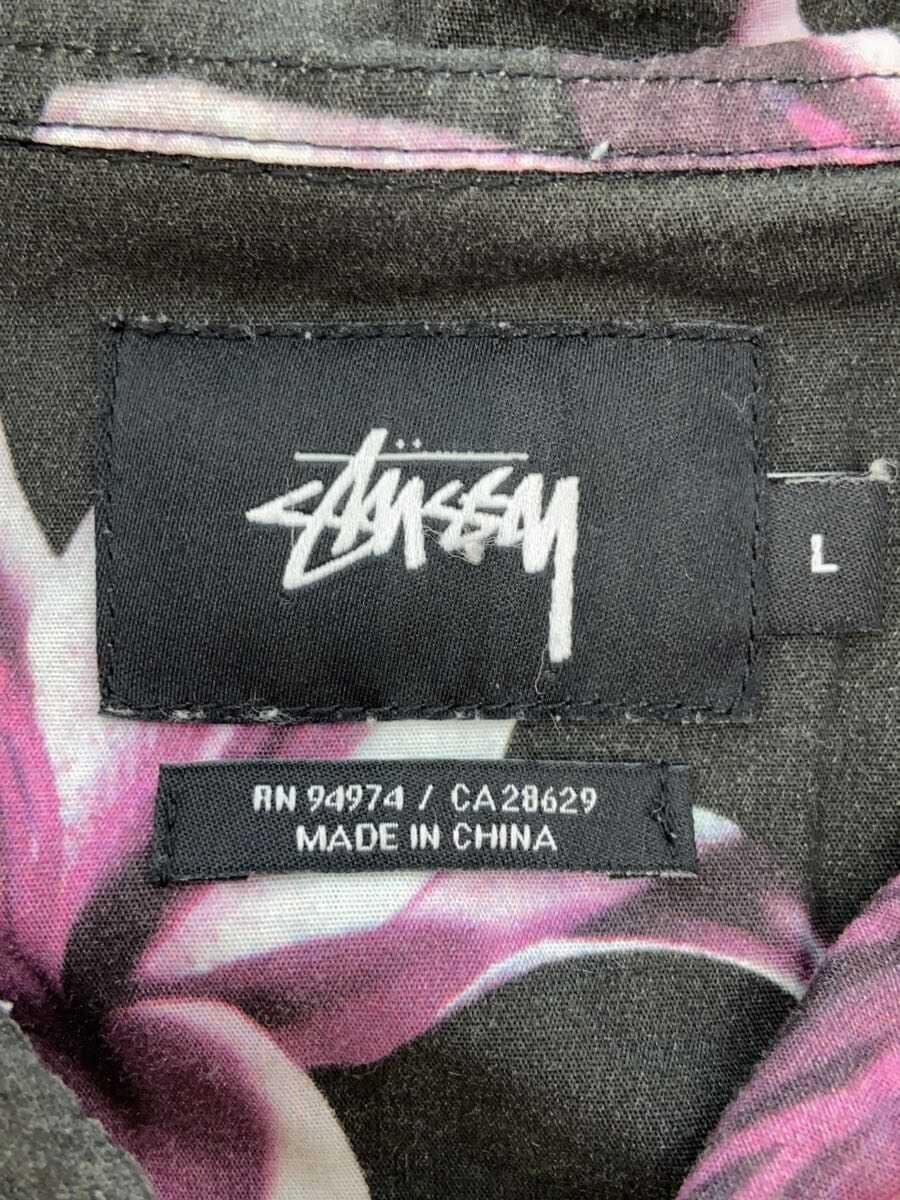 Stüssy
L
RN 94974 / CA28629
MADE IN CHINA